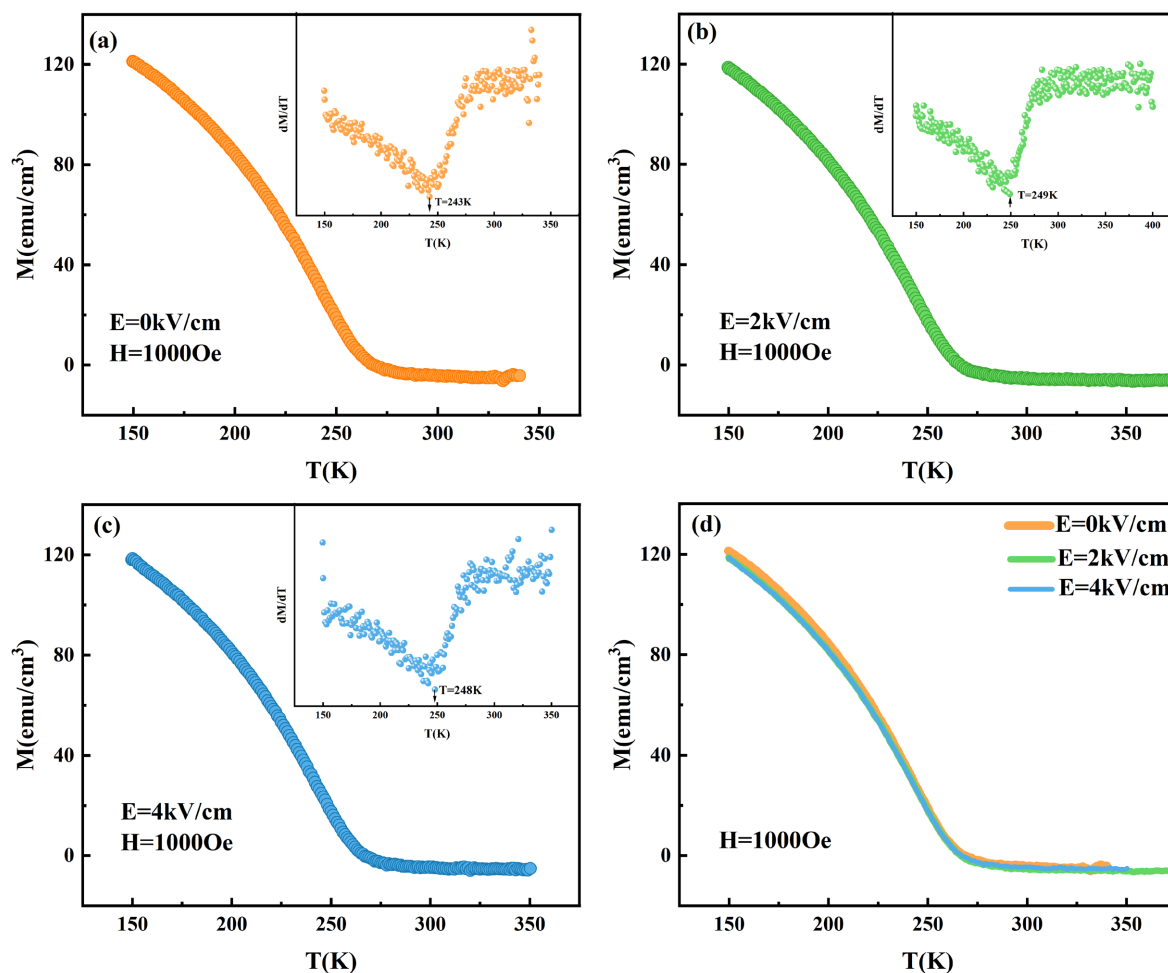 (a)
M(emu/cm³)
120
80
40
0
150
200
250
300
350
T(K)
E=0kV/cm
H=1000Oe
dM/dT
T=243K
150
200
250
300
350
T(K)
(b)
M(emu/cm³)
120
80
40
0
150
200
250
300
350
T(K)
E=2kV/cm
H=1000Oe
dM/dT
T=249K
150
200
250
300
350
400
T(K)
(c)
M(emu/cm³)
120
80
40
0
150
200
250
300
350
T(K)
E=4kV/cm
H=1000Oe
dM/dT
T=248K
150
200
250
300
350
T(K)
(d)
M(emu/cm³)
120
80
40
0
150
200
250
300
350
T(K)
E=0kV/cm
E=2kV/cm
E=4kV/cm
H=1000Oe